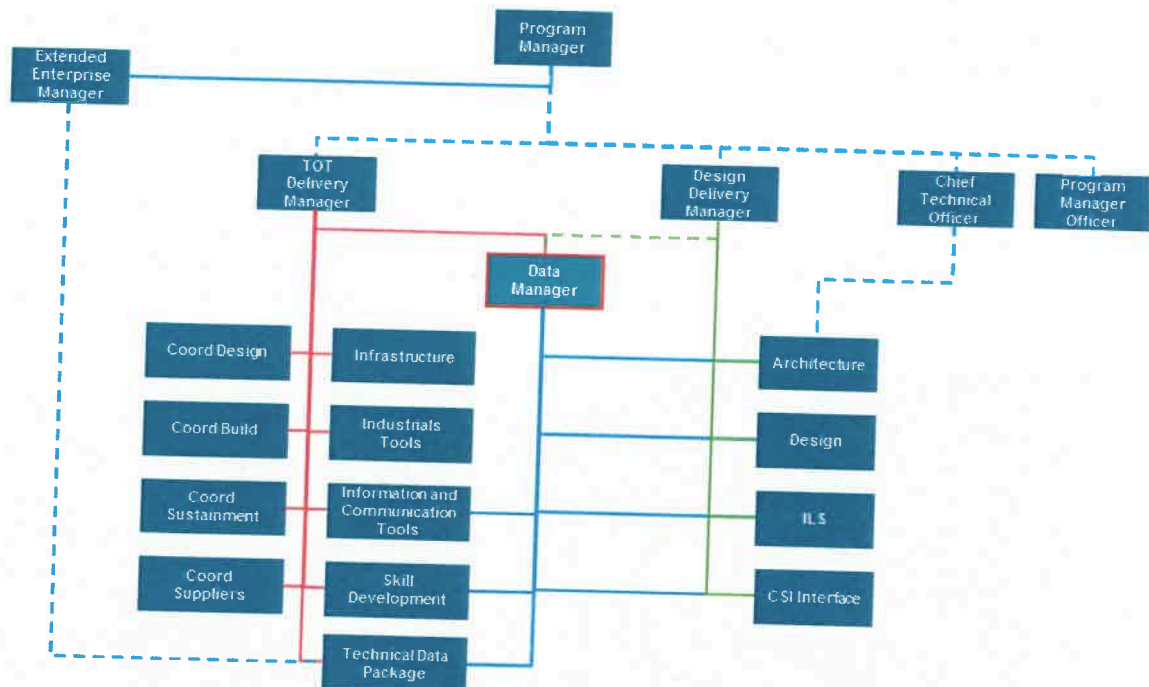 Program
Manager
Extended
Enterprise
Manager
TOT
Delivery
Manager
Design
Delivery
Manager
Chief
Technical
Officer
Program
Manager
Officer
Data
Manager
Coord Design
Infrastructure
Architecture
Coord Build
Industrials
Tools
Design
Coord
Sustainment
Information and
Communication
Tools
ILS
Coord
Suppliers
Skill
Development
CSI Interface
Technical Data
Package